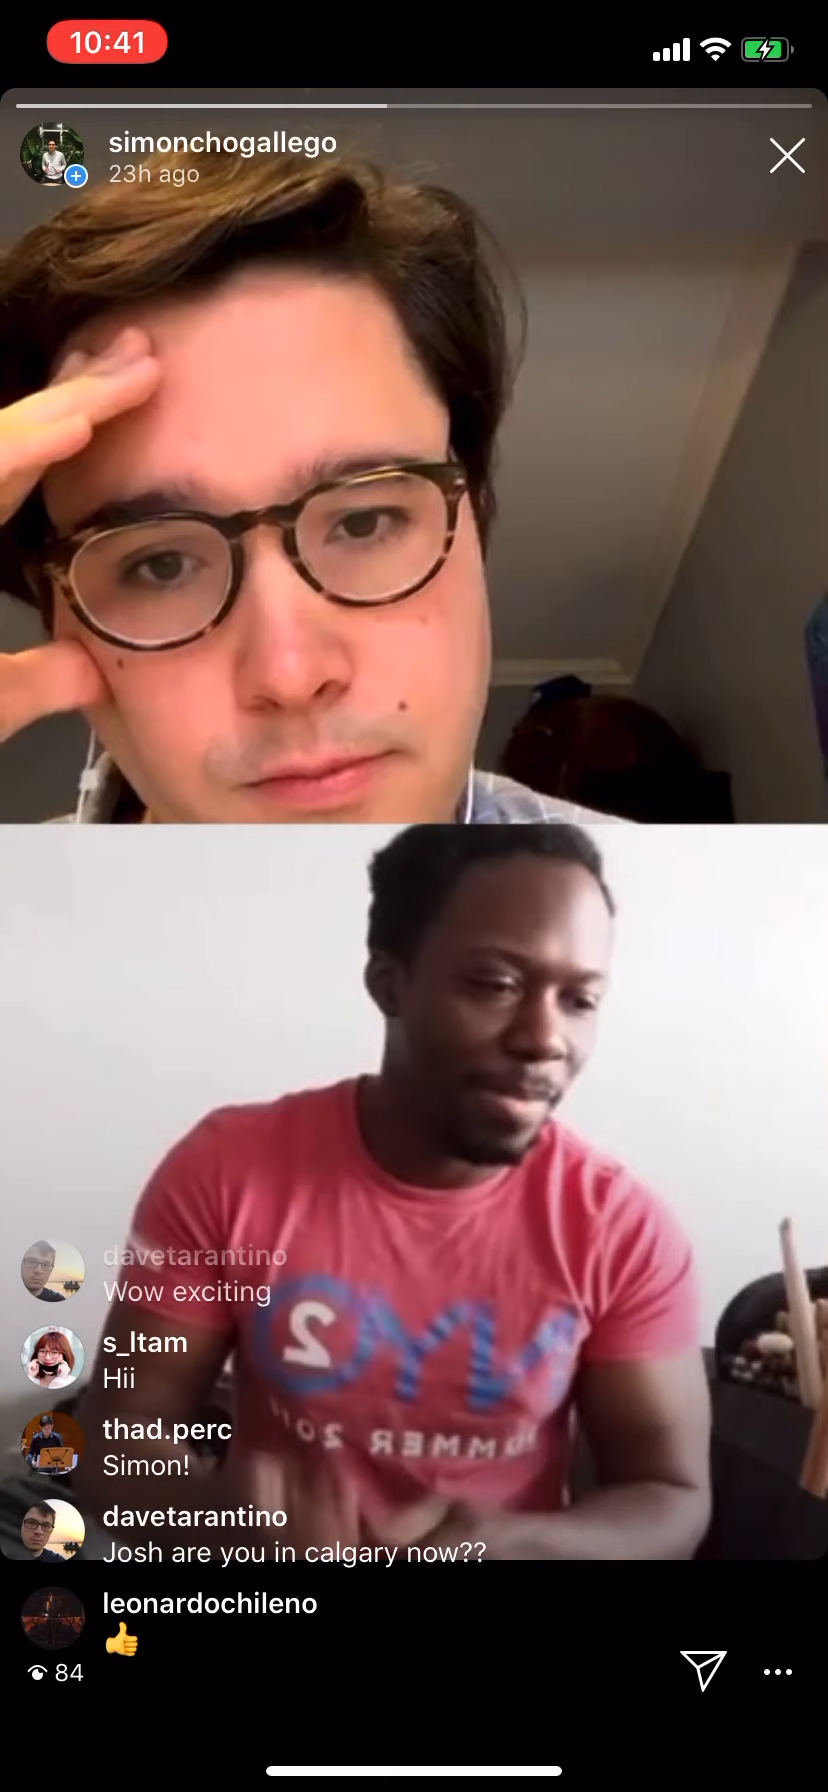 10:41
simonchogallego
23h ago
davetarantino
Wow exciting
s_ltam
Hii
NYO2
thad.perc
Simon!
davetarantino
Josh are you in calgary now??
leonardochileno
👍
84